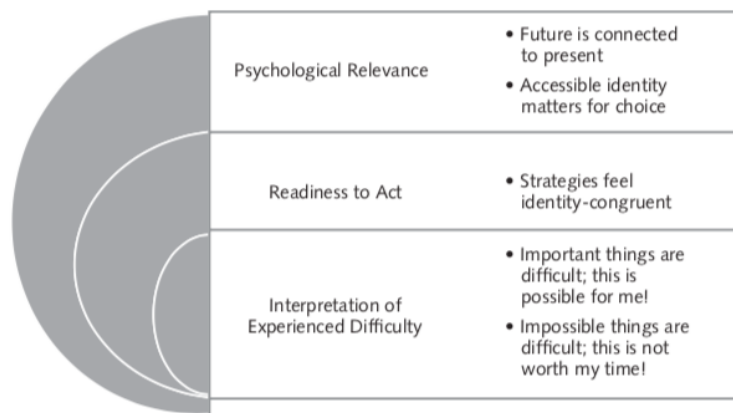 Psychological Relevance
• Future is connected
to present
• Accessible identity
matters for choice
Readiness to Act
• Strategies feel
identity-congruent
Interpretation of
Experienced Difficulty
• Important things are
difficult; this is
possible for me!
• Impossible things are
difficult; this is not
worth my time!